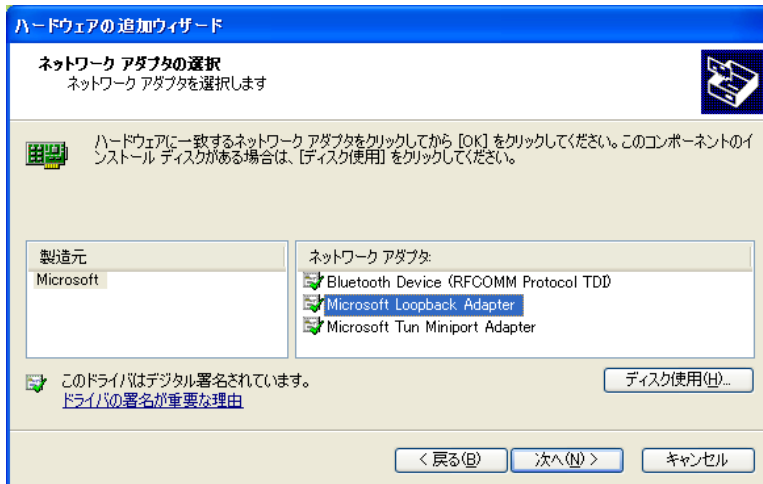 ハードウェアの追加ウィザード
ネットワーク アダプタの選択
ネットワーク アダプタを選択します
ハードウェアに一致するネットワーク アダプタをクリックしてから [OK] をクリックしてください。このコンポーネントのイ
ンストール ディスクがある場合は、[ディスク使用] をクリックしてください。
製造元
Microsoft
ネットワーク アダプタ:
Bluetooth Device (RFCOMM Protocol TDI)
Microsoft Loopback Adapter
Microsoft Tun Miniport Adapter
このドライバはデジタル署名されています。
ドライバの署名が重要な理由
ディスク使用(H)...
< 戻る(B)
次へ(N) >
キャンセル